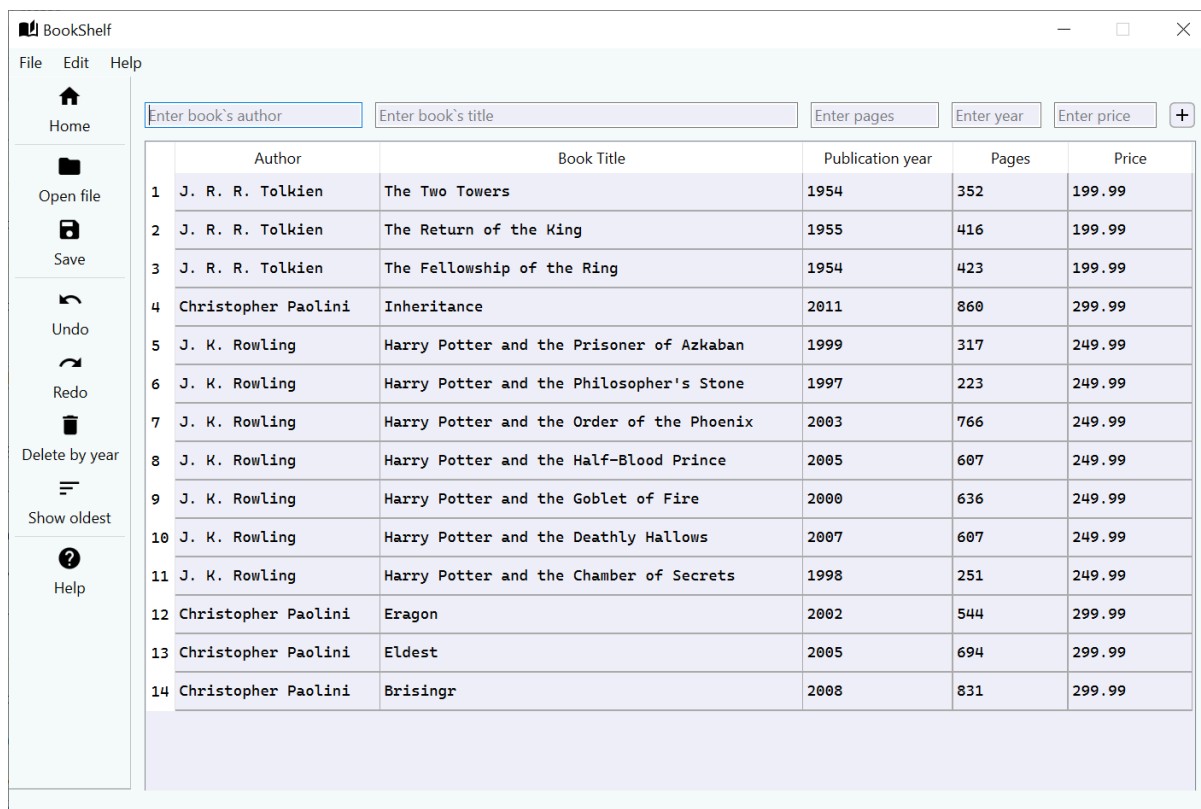 BookShelf
File Edit Help
Home
Open file
Save
Undo
Redo
Delete by year
Show oldest
Help
Enter book`s author Enter book`s title Enter pages Enter year Enter price +
Author Book Title Publication year Pages Price
1 J. R. R. Tolkien The Two Towers 1954 352 199.99
2 J. R. R. Tolkien The Return of the King 1955 416 199.99
3 J. R. R. Tolkien The Fellowship of the Ring 1954 423 199.99
4 Christopher Paolini Inheritance 2011 860 299.99
5 J. K. Rowling Harry Potter and the Prisoner of Azkaban 1999 317 249.99
6 J. K. Rowling Harry Potter and the Philosopher's Stone 1997 223 249.99
7 J. K. Rowling Harry Potter and the Order of the Phoenix 2003 766 249.99
8 J. K. Rowling Harry Potter and the Half-Blood Prince 2005 607 249.99
9 J. K. Rowling Harry Potter and the Goblet of Fire 2000 636 249.99
10 J. K. Rowling Harry Potter and the Deathly Hallows 2007 607 249.99
11 J. K. Rowling Harry Potter and the Chamber of Secrets 1998 251 249.99
12 Christopher Paolini Eragon 2002 544 299.99
13 Christopher Paolini Eldest 2005 694 299.99
14 Christopher Paolini Brisingr 2008 831 299.99